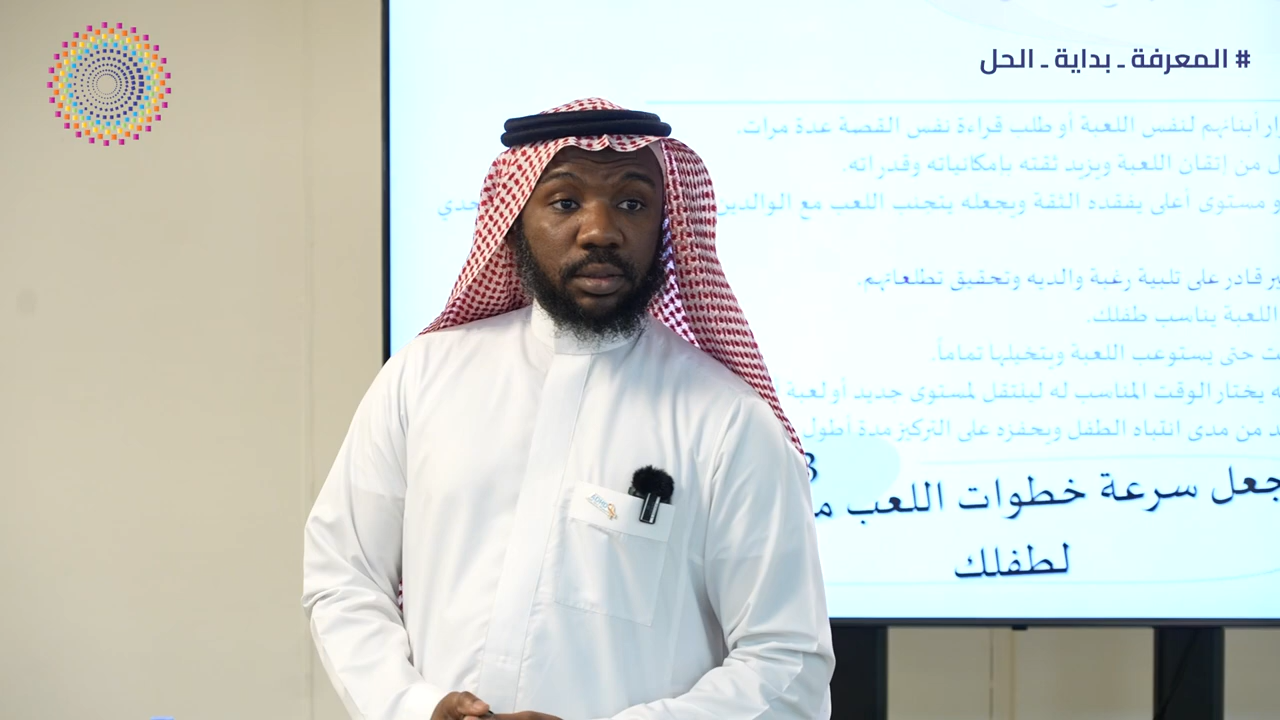 # المعرفة ـ بداية ـ الحل
أبنائهم لنفس اللعبة أو طلب قراءة نفس القصة عدة مرات.
من إتقان اللعبة ويزيد ثقته بإمكانياته وقدراته.
مستوى أعلى يفقده الثقة ويجعله يتجنب اللعب مع الوالدين
قادر على تلبية رغبة والديه وتحقيق تطلعاتهم.
اللعبة يناسب طفلك.
حتى يستوعب اللعبة ويتخيلها تماماً.
يختار الوقت المناسب له لينتقل لمستوى جديد أو لعبة
من مدى انتباه الطفل ويحفزه على التركيز مدة أطول
3
سرعة خطوات اللعب
لطفلك